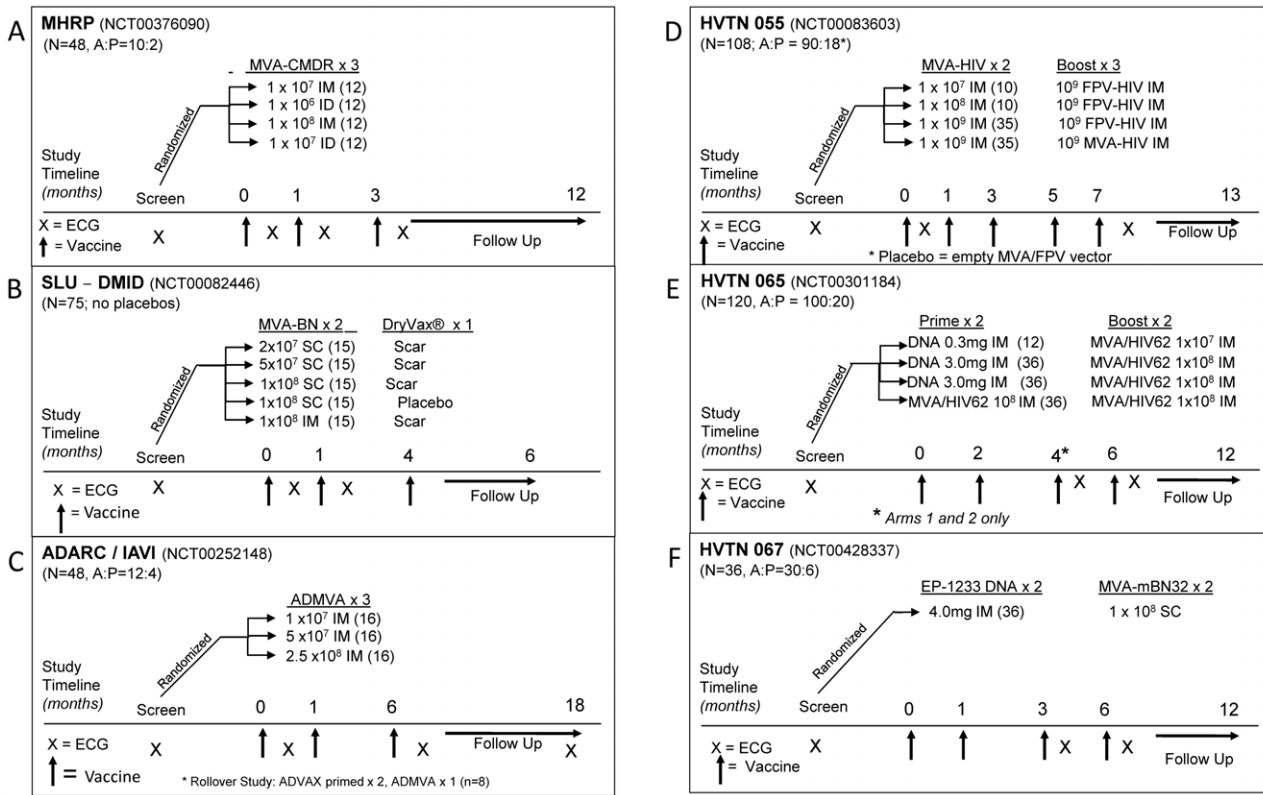 A
MHRP (NCT00376090)
(N=48, A:P=10:2)
MVA-CMDR x 3
1 x 10⁷ IM (12)
1 x 10⁶ ID (12)
1 x 10⁸ IM (12)
1 x 10⁷ ID (12)
Randomized
Study
Timeline
(months)
Screen
0 1 3 12
X = ECG
= Vaccine
X X X X
Follow Up
B
SLU – DMID (NCT00082446)
(N=75; no placebos)
MVA-BN x 2 DryVax® x 1
2x10⁷ SC (15) Scar
5x10⁷ SC (15) Scar
1x10⁸ SC (15) Scar
1x10⁸ SC (15) Placebo
1x10⁸ IM (15) Scar
Randomized
Study
Timeline
(months)
Screen
0 1 4 6
X = ECG
= Vaccine
X X X
Follow Up
C
ADARC / IAVI (NCT00252148)
(N=48, A:P=12:4)
ADMVA x 3
1 x10⁷ IM (16)
5 x10⁷ IM (16)
2.5 x10⁸ IM (16)
Randomized
Study
Timeline
(months)
Screen
0 1 6 18
X = ECG
= Vaccine
X X X X
Follow Up
* Rollover Study: ADVAX primed x 2, ADMVA x 1 (n=8)
D
HVTN 055 (NCT00083603)
(N=108; A:P = 90:18*)
MVA-HIV x 2 Boost x 3
1 x 10⁷ IM (10) 10⁹ FPV-HIV IM
1 x 10⁸ IM (10) 10⁹ FPV-HIV IM
1 x 10⁹ IM (35) 10⁹ FPV-HIV IM
1 x 10⁹ IM (35) 10⁹ MVA-HIV IM
Randomized
Study
Timeline
(months)
Screen
0 1 3 5 7 13
X = ECG
= Vaccine
X X X
Follow Up
* Placebo = empty MVA/FPV vector
E
HVTN 065 (NCT00301184)
(N=120, A:P = 100:20)
Prime x 2 Boost x 2
DNA 0.3mg IM (12) MVA/HIV62 1x10⁷ IM
DNA 3.0mg IM (36) MVA/HIV62 1x10⁸ IM
DNA 3.0mg IM (36) MVA/HIV62 1x10⁸ IM
MVA/HIV62 10⁸ IM (36) MVA/HIV62 1x10⁸ IM
Randomized
Study
Timeline
(months)
Screen
0 2 4* 6 12
X = ECG
= Vaccine
X X X
Follow Up
* Arms 1 and 2 only
F
HVTN 067 (NCT00428337)
(N=36, A:P=30:6)
EP-1233 DNA x 2 MVA-mBN32 x 2
4.0mg IM (36) 1 x 10⁸ SC
Randomized
Study
Timeline
(months)
Screen
0 1 3 6 12
X = ECG
= Vaccine
X X X
Follow Up